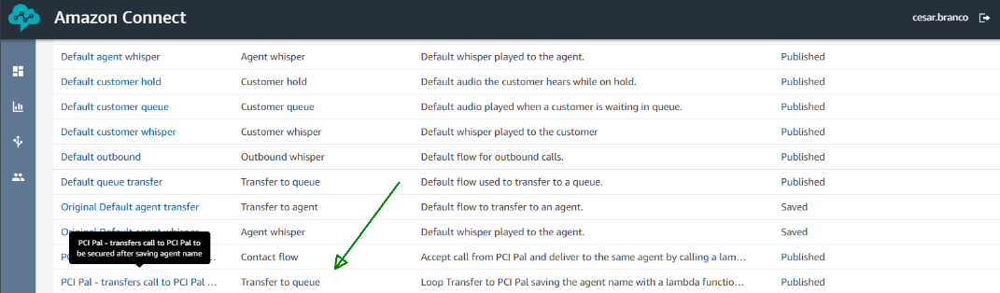 Amazon Connect
cesar.branco
Default agent whisper Agent whisper Default whisper played to the agent. Published
Default customer hold Customer hold Default audio the customer hears while on hold. Published
Default customer queue Customer queue Default audio played when a customer is waiting in queue. Published
Default customer whisper Customer whisper Default whisper played to the customer Published
Default outbound Outbound whisper Default flow for outbound calls. Published
Default queue transfer Transfer to queue Default flow used to transfer to a queue. Published
Original Default agent transfer Transfer to agent Default flow to transfer to an agent. Saved
Original Default agent whisper Agent whisper Default whisper played to the agent. Saved
PCI Pal - transfers call to PCI Pal to
be secured after saving agent name
Contact flow Accept call from PCI Pal and deliver to the same agent by calling a lam... Published
PCI Pal - transfers call to PCI Pal ... Transfer to queue Loop Transfer to PCI Pal saving the agent name with a lambda functio... Published